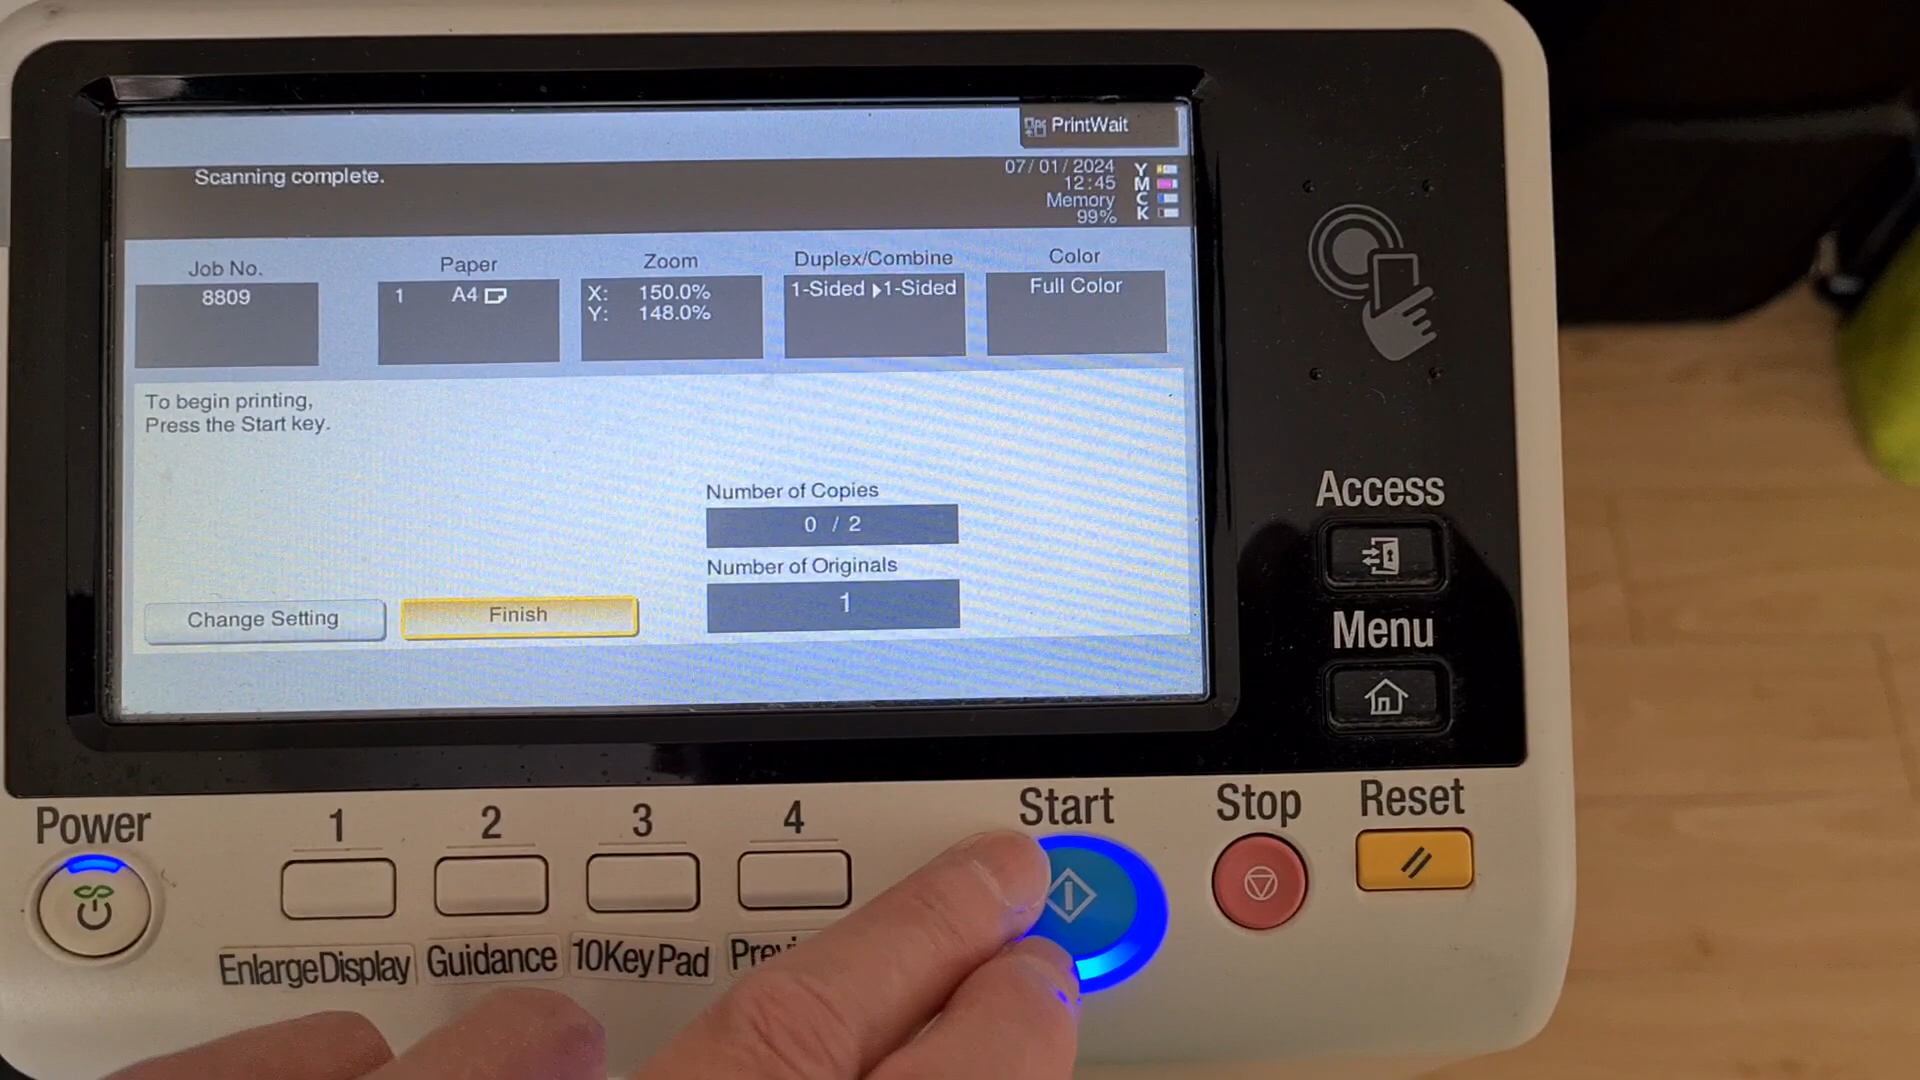 PrintWait
Scanning complete.
07/01/2024
12:45
Memory
99%
Y
M
C
K
Job No.
8809
Paper
1 A4
Zoom
X: 150.0%
Y: 148.0%
Duplex/Combine
1-Sided ▶1-Sided
Color
Full Color
To begin printing,
Press the Start key.
Number of Copies
0 / 2
Number of Originals
1
Change Setting
Finish
Access
Menu
Power
1
2
3
4
Start
Stop
Reset
EnlargeDisplay
Guidance
10KeyPad